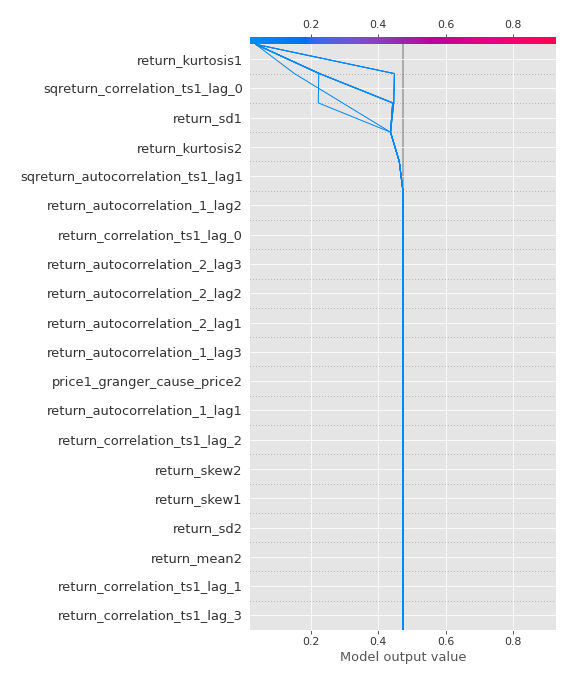 0.2 0.4 0.6 0.8
return_kurtosis1
sqreturn_correlation_ts1_lag_0
return_sd1
return_kurtosis2
sqreturn_autocorrelation_ts1_lag1
return_autocorrelation_1_lag2
return_correlation_ts1_lag_0
return_autocorrelation_2_lag3
return_autocorrelation_2_lag2
return_autocorrelation_2_lag1
return_autocorrelation_1_lag3
price1_granger_cause_price2
return_autocorrelation_1_lag1
return_correlation_ts1_lag_2
return_skew2
return_skew1
return_sd2
return_mean2
return_correlation_ts1_lag_1
return_correlation_ts1_lag_3
0.2 0.4 0.6 0.8
Model output value